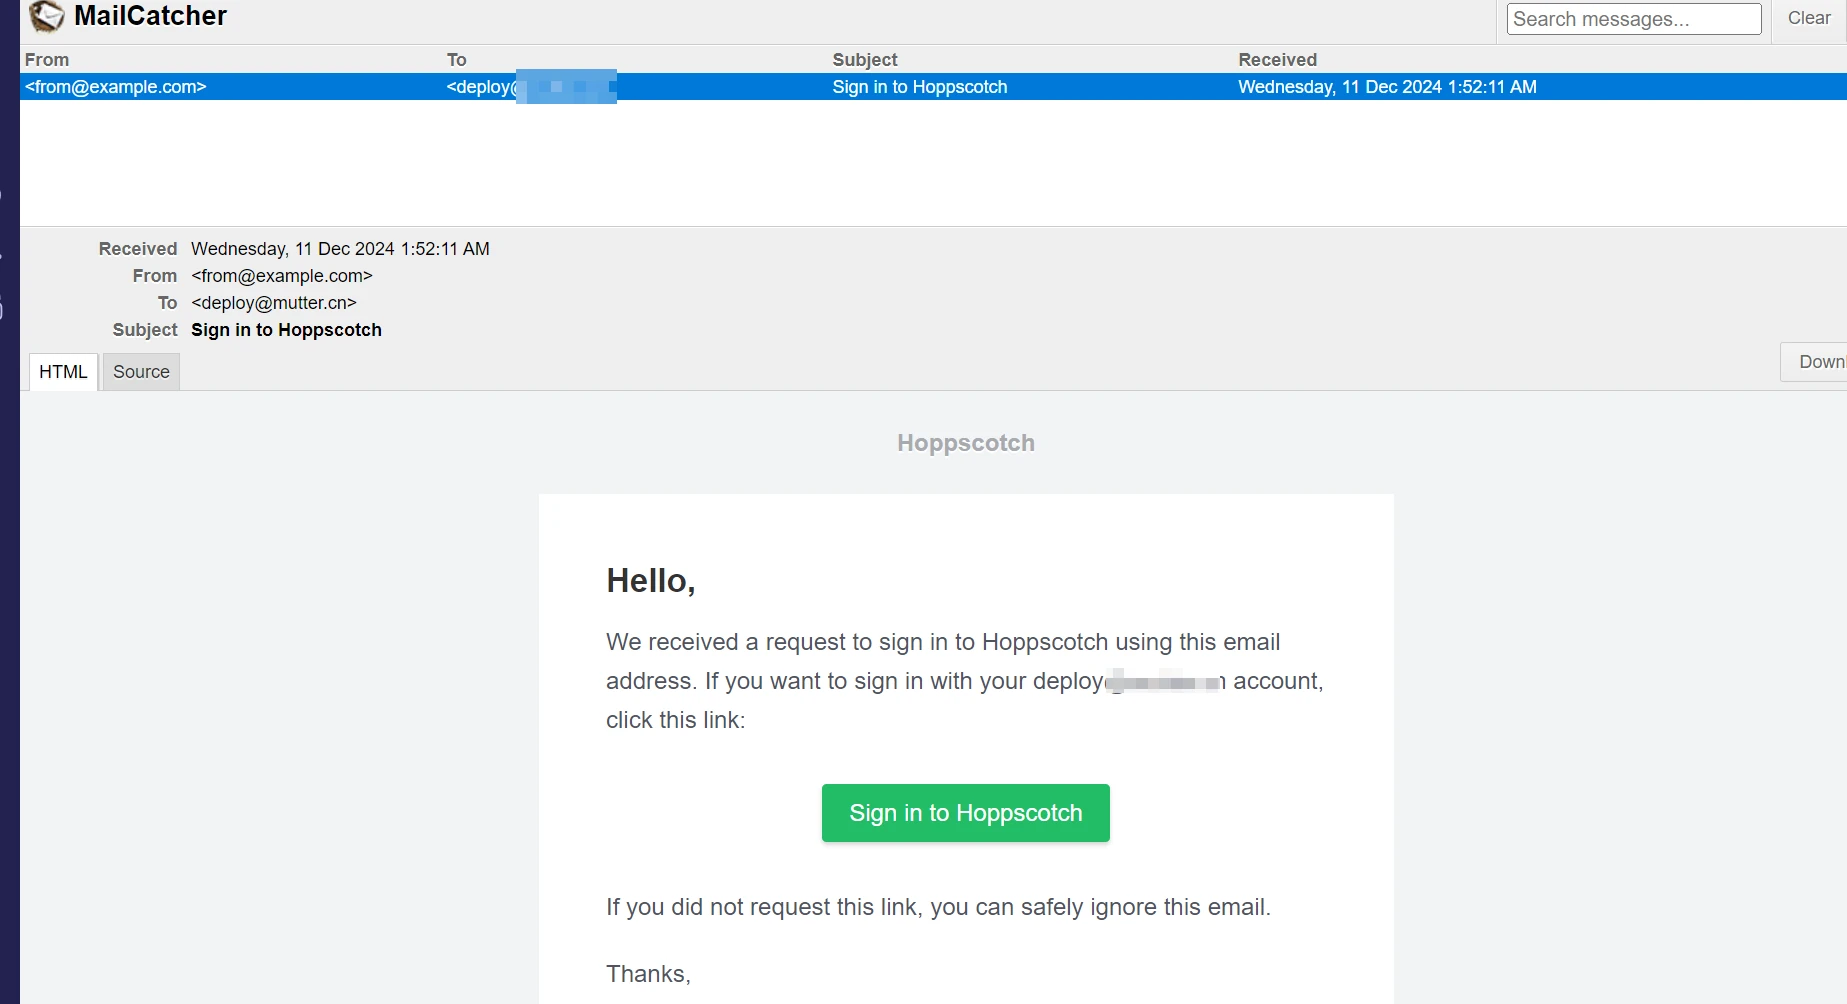 MailCatcher
Search messages...
Clear
From To Subject Received
<from@example.com> <deploy@ Sign in to Hoppscotch Wednesday, 11 Dec 2024 1:52:11 AM
Received Wednesday, 11 Dec 2024 1:52:11 AM
From <from@example.com>
To <deploy@mutter.cn>
Subject Sign in to Hoppscotch
HTML Source
Downl
Hoppscotch
Hello,
We received a request to sign in to Hoppscotch using this email
address. If you want to sign in with your deploy account,
click this link:
Sign in to Hoppscotch
If you did not request this link, you can safely ignore this email.
Thanks,